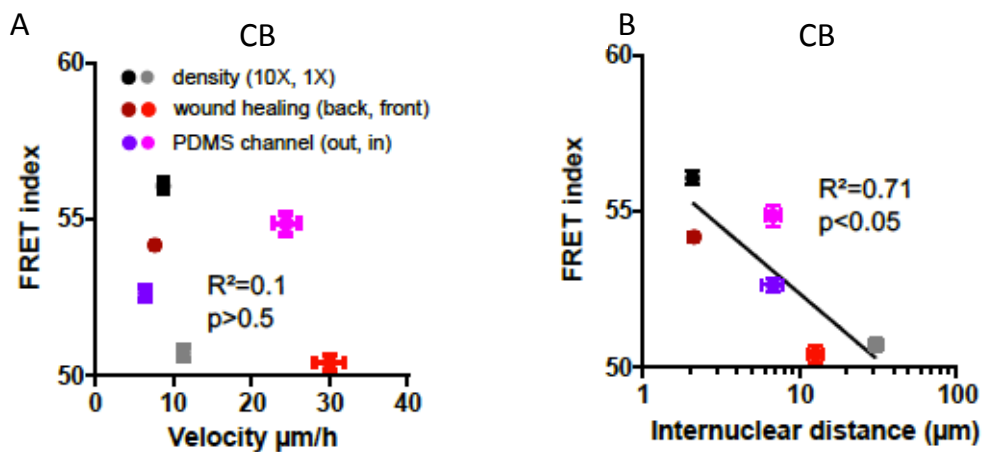 A
CB
60
density (10X, 1X)
wound healing (back, front)
PDMS channel (out, in)
FRET index
55
R²=0.1
p>0.5
50
0 10 20 30 40
Velocity µm/h
B
CB
60
FRET index
55
R²=0.71
p<0.05
50
1 10 100
Internuclear distance (µm)